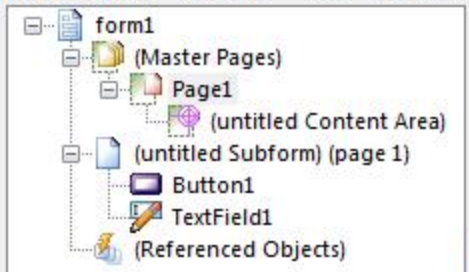 form1
(Master Pages)
Page1
(untitled Content Area)
(untitled Subform) (page 1)
Button1
TextField1
(Referenced Objects)